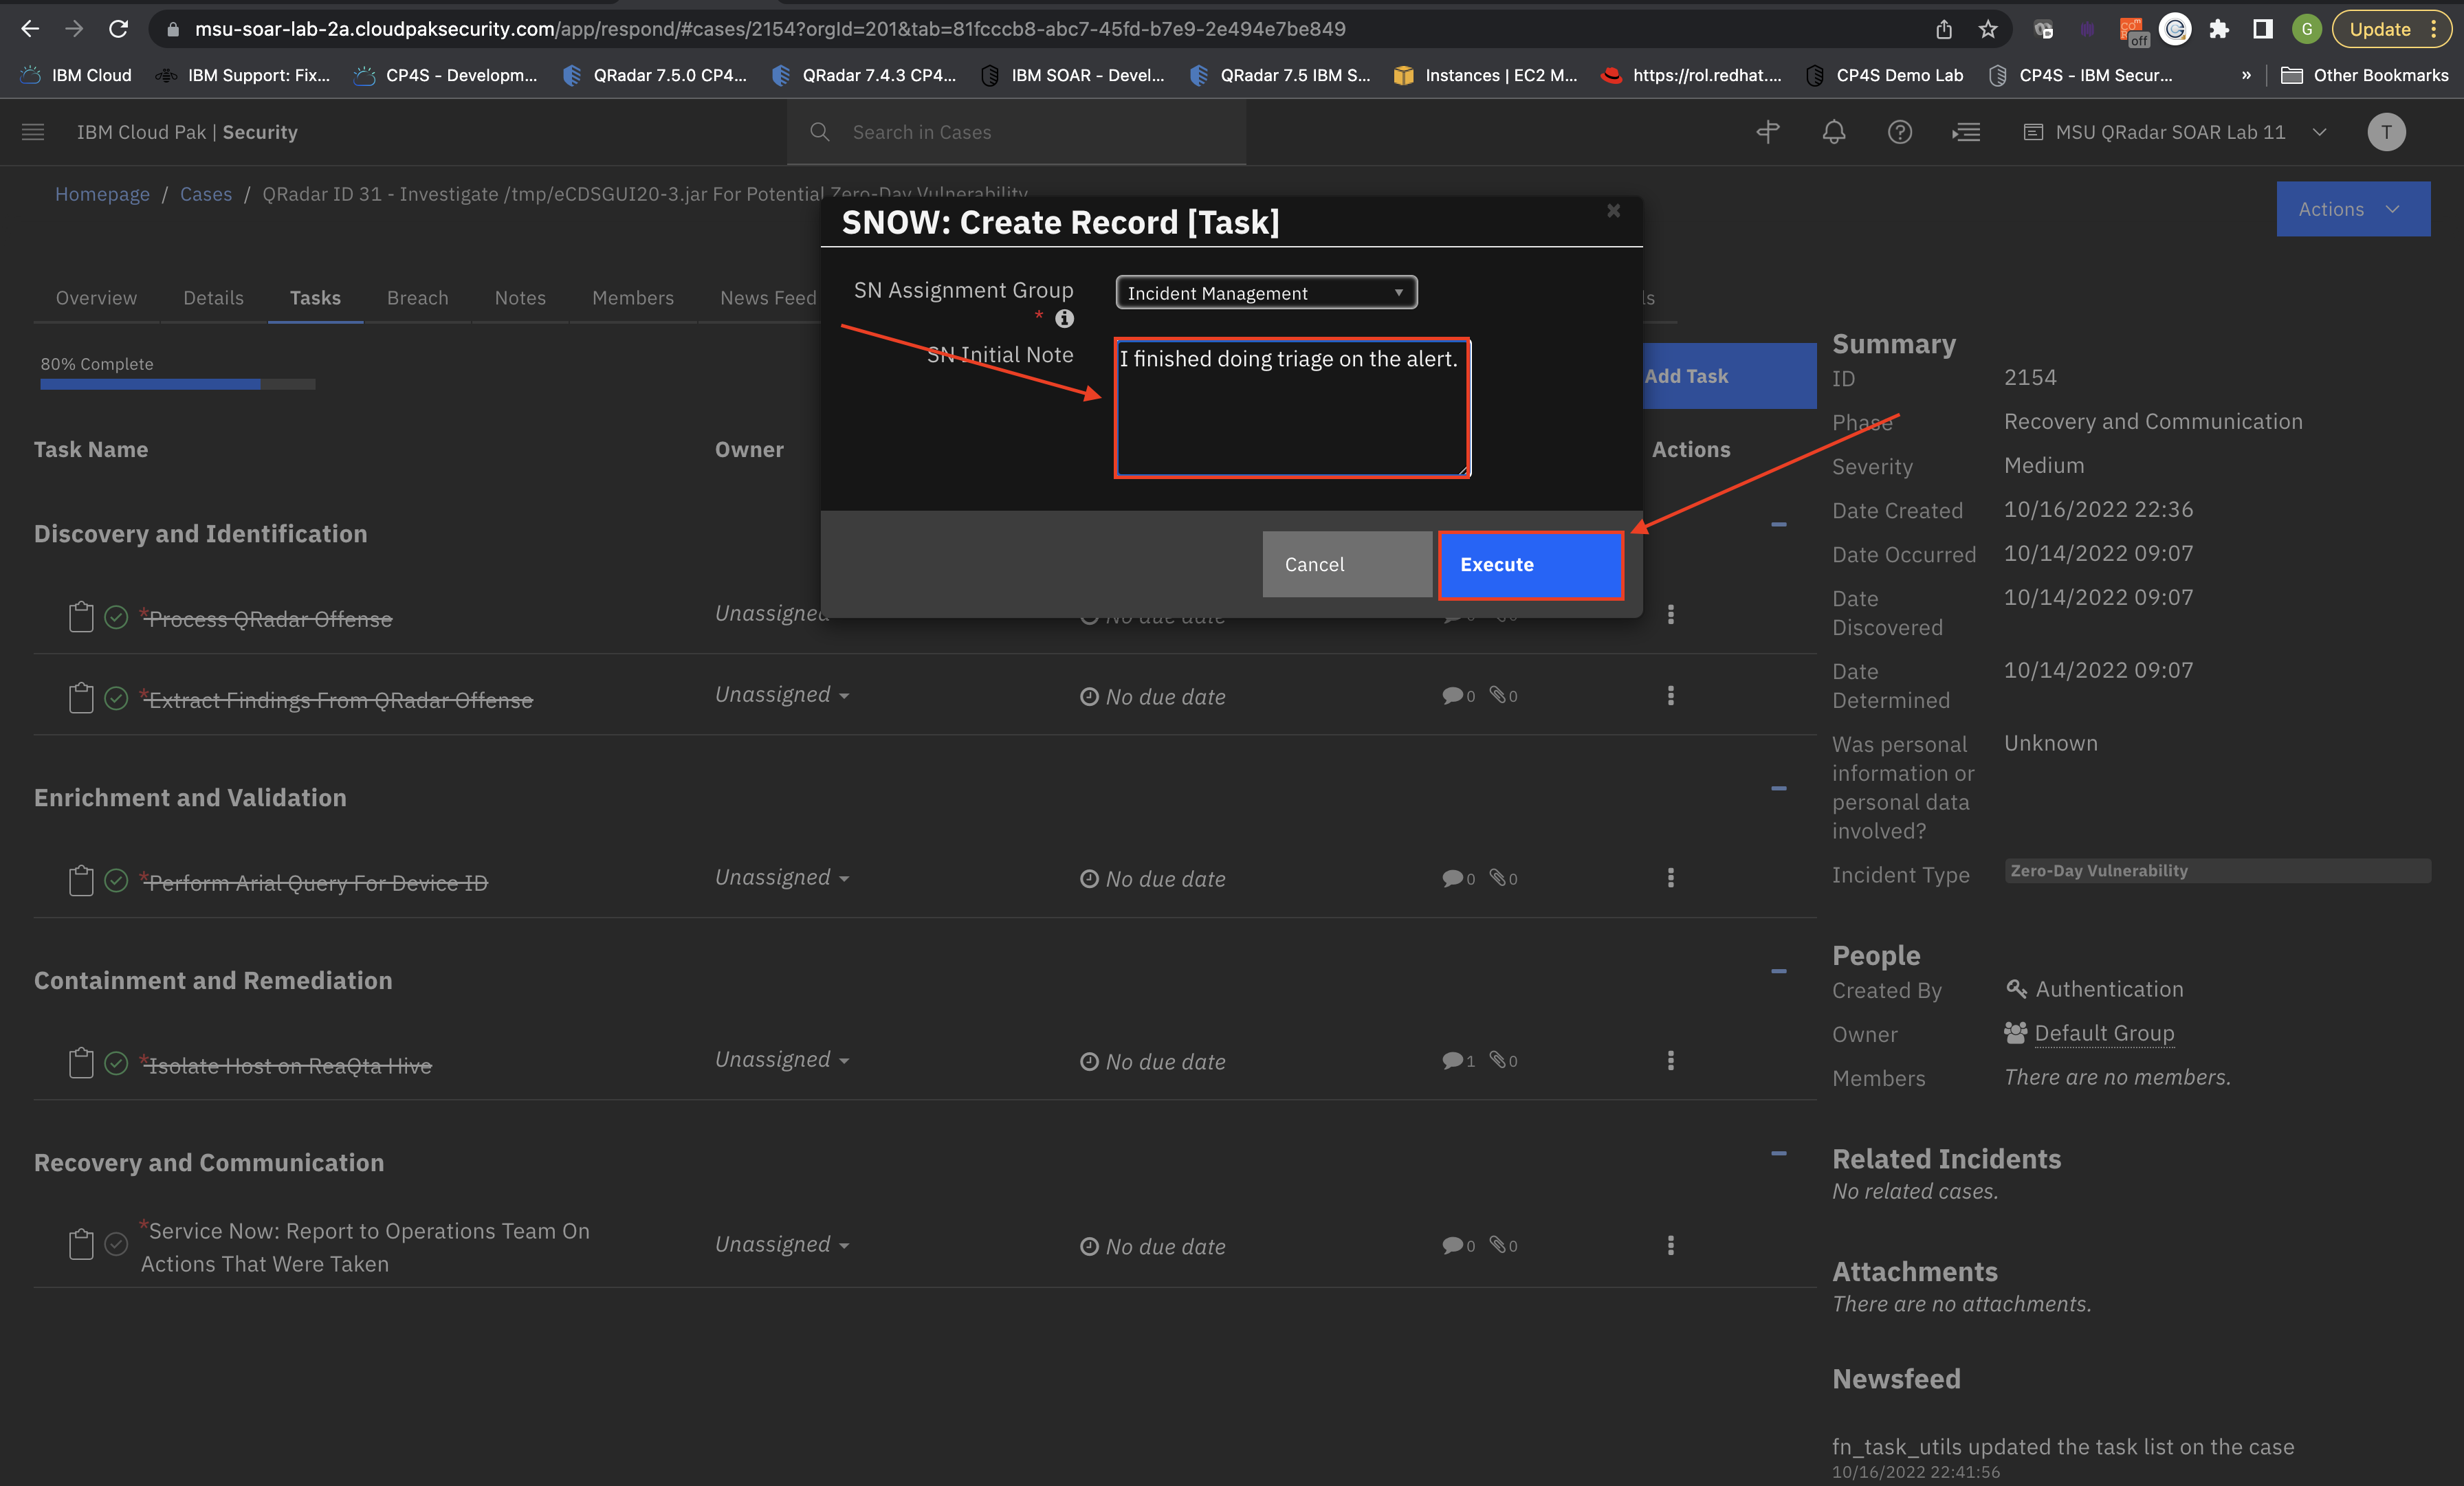 msu-soar-lab-2a.cloudpaksecurity.com/app/respond/#cases/2154?orgId=201&tab=81fcccb8-abc7-45fd-b7e9-2e494e7be849
off
G
Update
IBM Cloud
IBM Support: Fix...
CP4S - Developm...
QRadar 7.5.0 CP4...
QRadar 7.4.3 CP4...
IBM SOAR - Devel...
QRadar 7.5 IBM S...
Instances | EC2 M...
https://rol.redhat....
CP4S Demo Lab
CP4S - IBM Secur...
»
Other Bookmarks
IBM Cloud Pak | Security
Search in Cases
MSU QRadar SOAR Lab 11
T
Homepage / Cases / QRadar ID 31 - Investigate /tmp/eCDSGUI20-3.jar For Potential Zero-Day Vulnerability
Actions
SNOW: Create Record [Task]
SN Assignment Group
*
Incident Management
SN Initial Note
I finished doing triage on the alert.
Cancel
Execute
Overview
Details
Tasks
Breach
Notes
Members
News Feed
80% Complete
Add Task
Task Name
Owner
Actions
Discovery and Identification
*Process QRadar Offense
Unassigned
No due date
*Extract Findings From QRadar Offense
Unassigned
No due date
0
0
Enrichment and Validation
*Perform Arial Query For Device ID
Unassigned
No due date
0
0
Containment and Remediation
*Isolate Host on ReaQta Hive
Unassigned
No due date
1
0
Recovery and Communication
*Service Now: Report to Operations Team On
Actions That Were Taken
Unassigned
No due date
0
0
Summary
ID
2154
Phase
Recovery and Communication
Severity
Medium
Date Created
10/16/2022 22:36
Date Occurred
10/14/2022 09:07
Date
Discovered
10/14/2022 09:07
Date
Determined
10/14/2022 09:07
Was personal
information or
personal data
involved?
Unknown
Incident Type
Zero-Day Vulnerability
People
Created By
Authentication
Owner
Default Group
Members
There are no members.
Related Incidents
No related cases.
Attachments
There are no attachments.
Newsfeed
fn_task_utils updated the task list on the case
10/16/2022 22:41:56